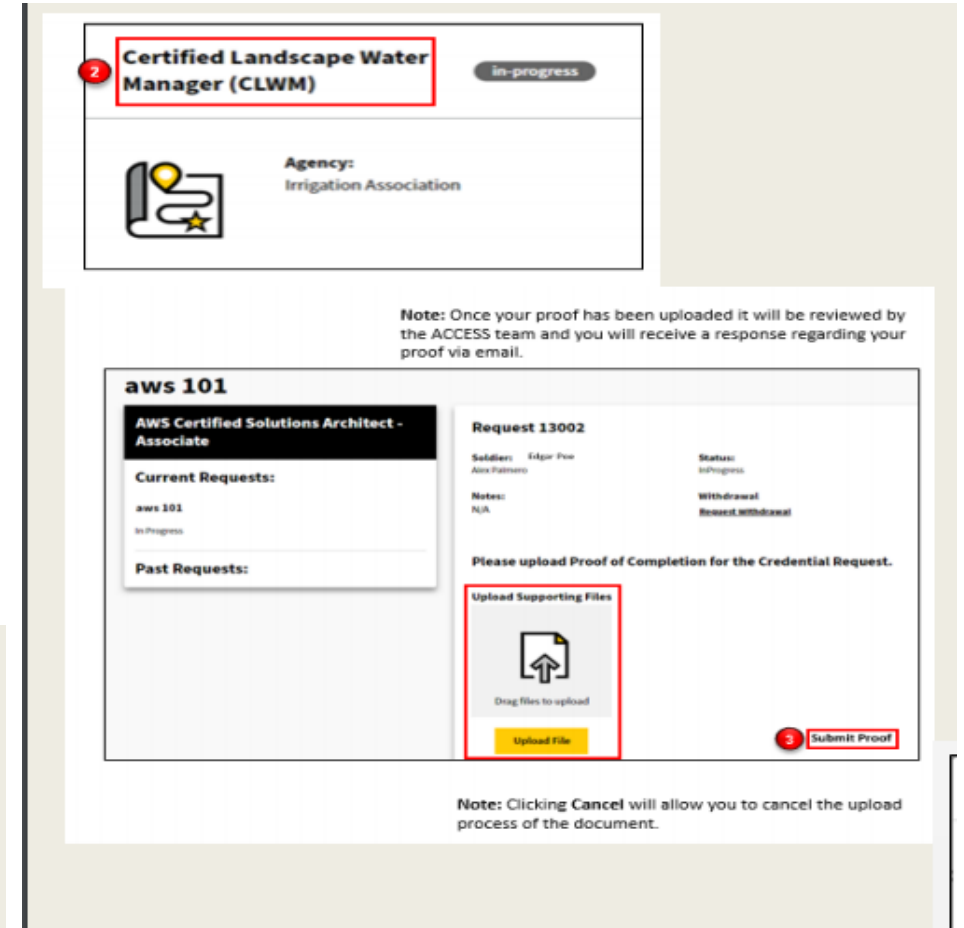 2
Certified Landscape Water
Manager (CLWM)
in-progress
Agency:
Irrigation Association
Note: Once your proof has been uploaded it will be reviewed by
the ACCESS team and you will receive a response regarding your
proof via email.
aws 101
AWS Certified Solutions Architect -
Associate
Current Requests:
aws 101
In Progress
Past Requests:
Request 13002
Soldier: Edgar Poe
Alex Palmero
Status:
InProgress
Notes:
N/A
Withdrawal
Request Withdrawal
Please upload Proof of Completion for the Credential Request.
Upload Supporting Files
Drag files to upload
Upload File
3
Submit Proof
Note: Clicking Cancel will allow you to cancel the upload
process of the document.